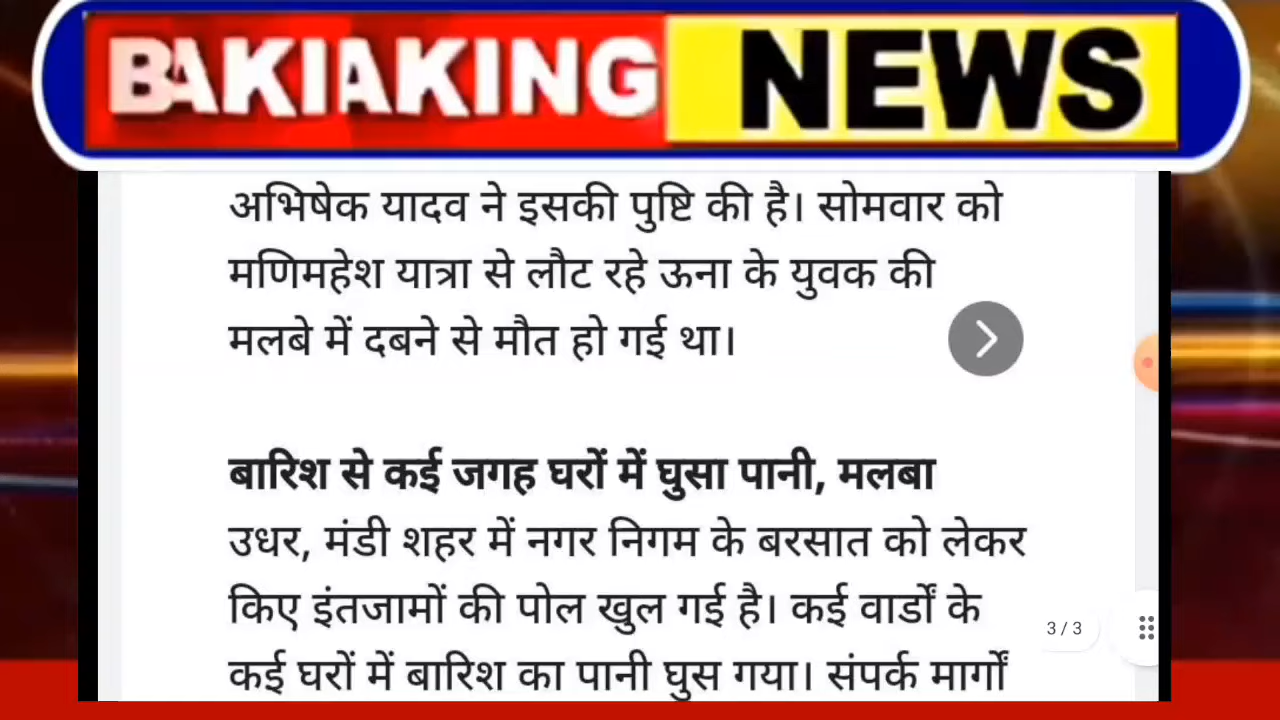 BAKIAKING NEWS
अभिषेक यादव ने इसकी पुष्टि की है। सोमवार को
मणिमहेश यात्रा से लौट रहे ऊना के युवक की
मलबे में दबने से मौत हो गई था।
बारिश से कई जगह घरों में घुसा पानी, मलबा
उधर, मंडी शहर में नगर निगम के बरसात को लेकर
किए इंतजामों की पोल खुल गई है। कई वार्डों के
3 / 3
कई घरों में बारिश का पानी घुस गया। संपर्क मार्गों